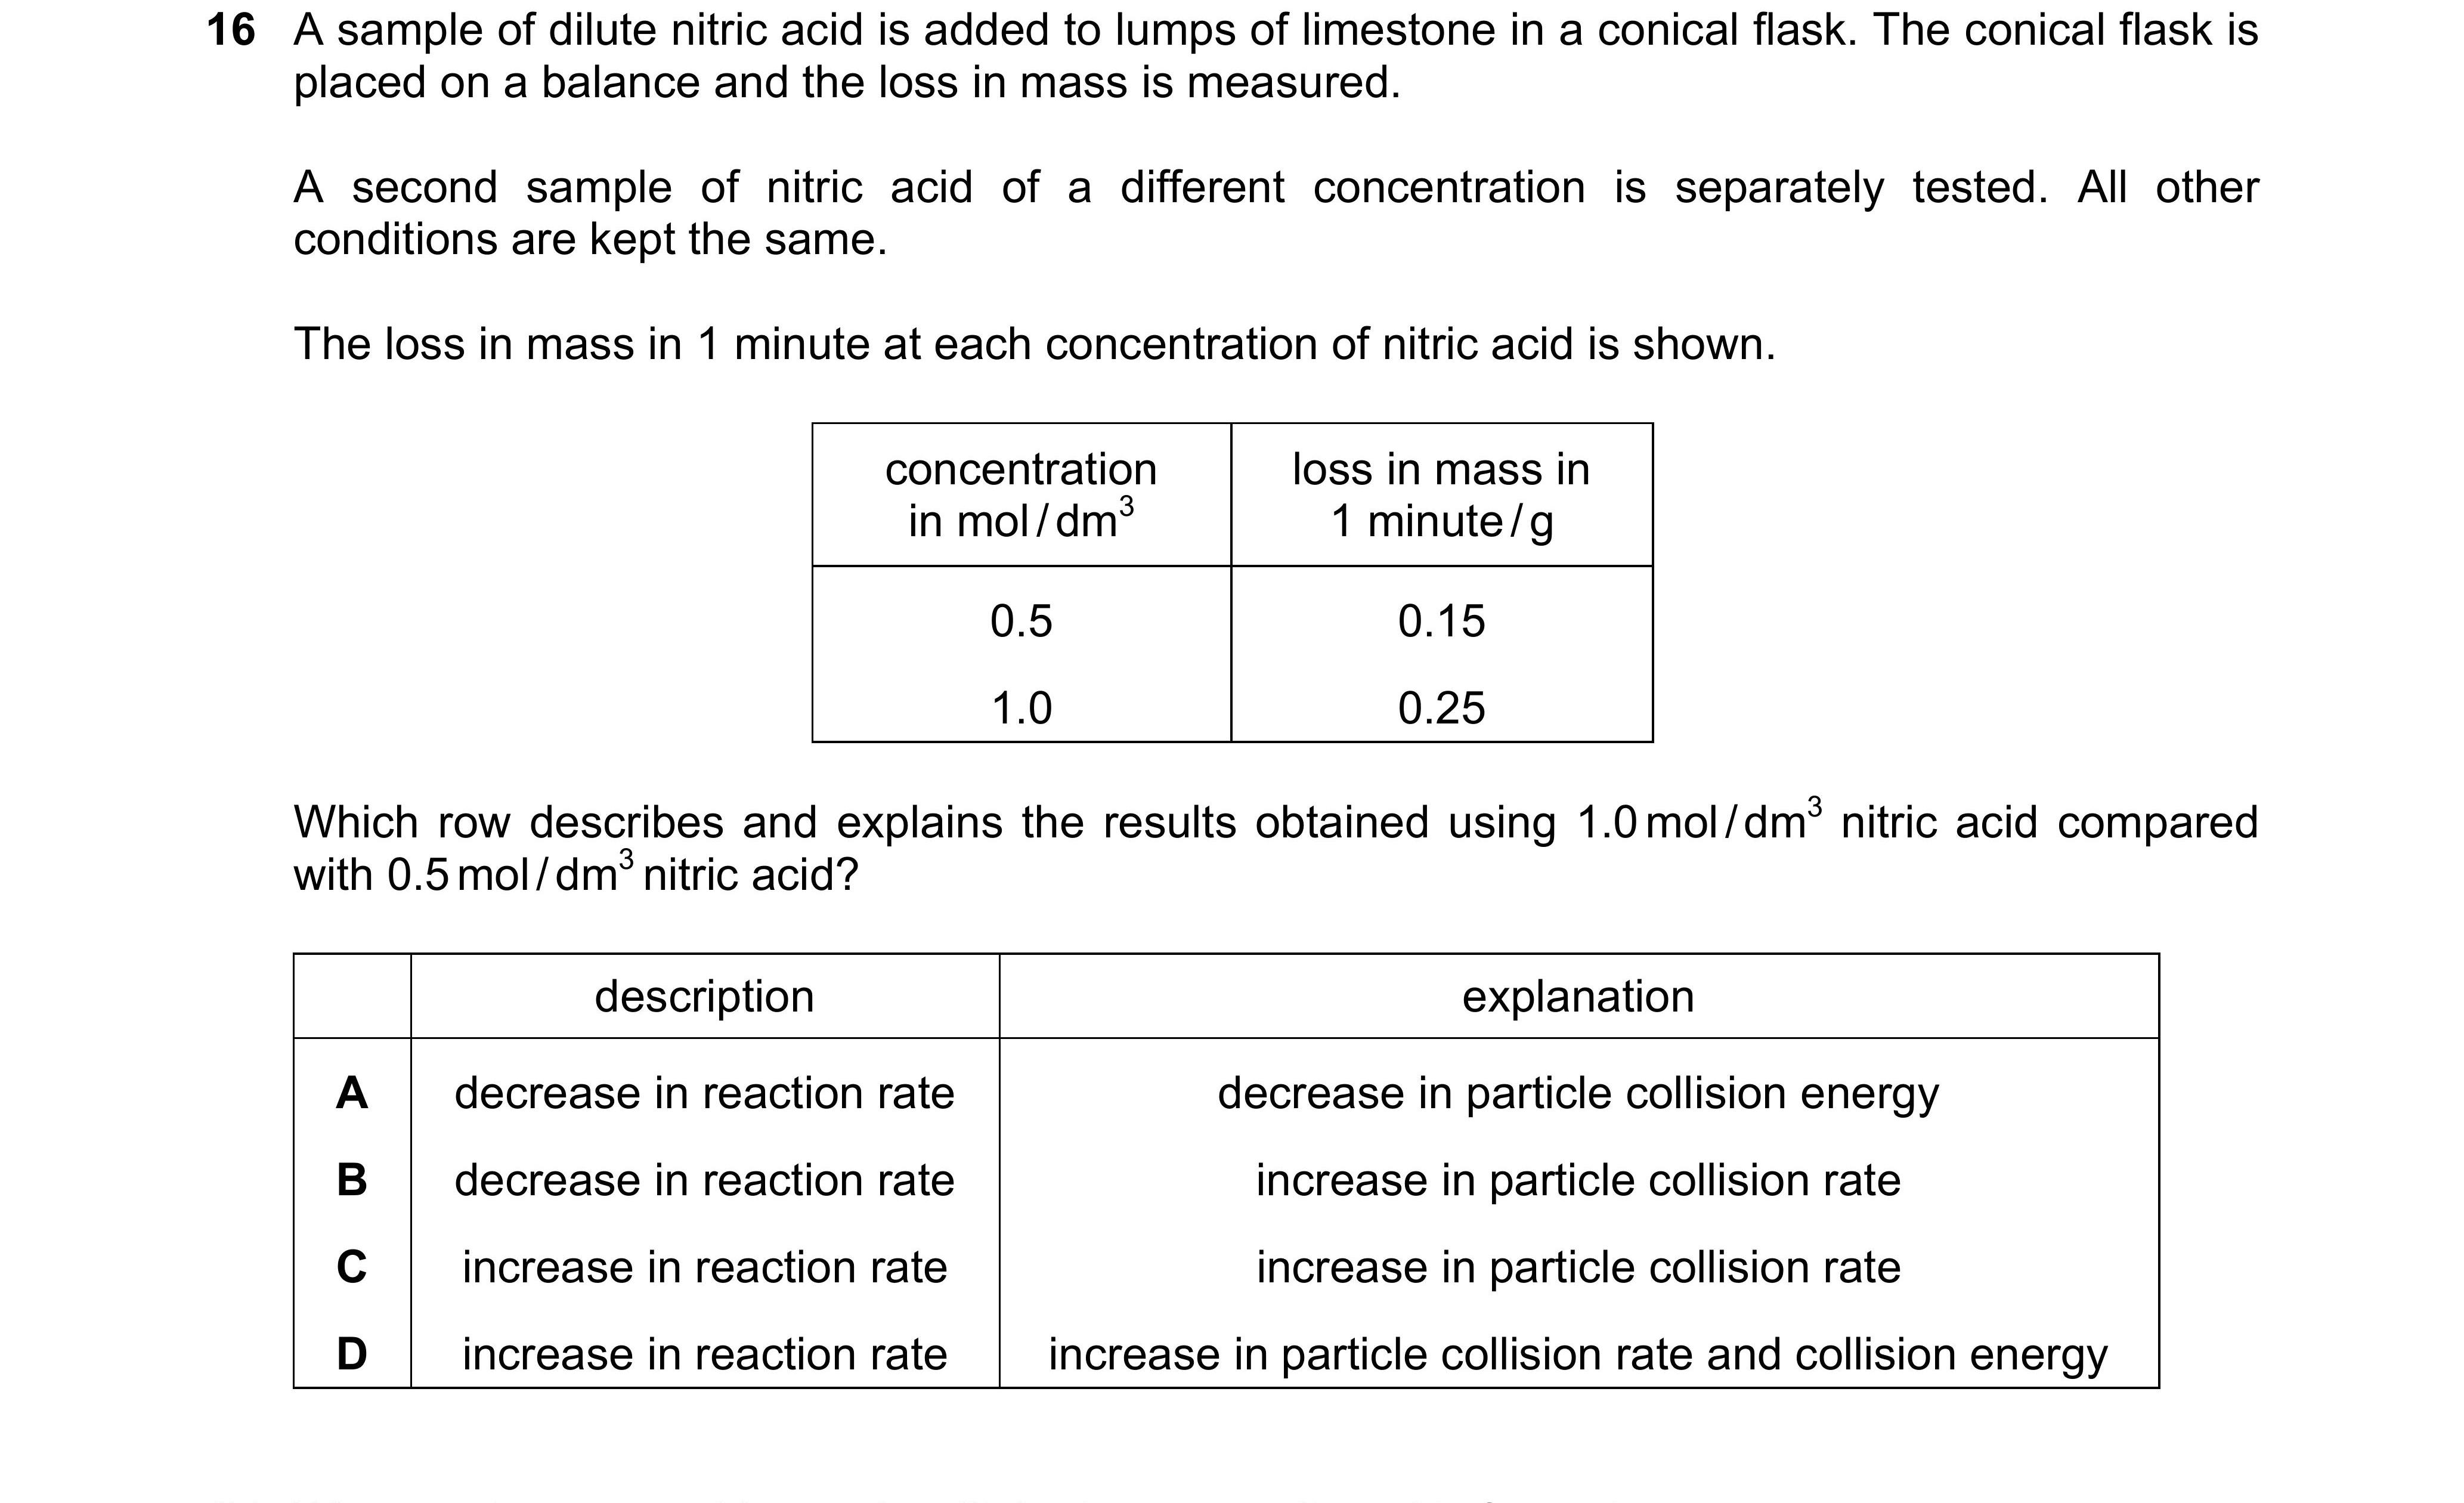 16 A sample of dilute nitric acid is added to lumps of limestone in a conical flask. The conical flask is
placed on a balance and the loss in mass is measured.
A second sample of nitric acid of a different concentration is separately tested. All other
conditions are kept the same.
The loss in mass in 1 minute at each concentration of nitric acid is shown.
concentration in mol/dm³ loss in mass in 1 minute/g
0.5 0.15
1.0 0.25
Which row describes and explains the results obtained using 1.0 mol/dm³ nitric acid compared
with 0.5 mol/dm³ nitric acid?
description explanation
A decrease in reaction rate decrease in particle collision energy
B decrease in reaction rate increase in particle collision rate
C increase in reaction rate increase in particle collision rate
D increase in reaction rate increase in particle collision rate and collision energy